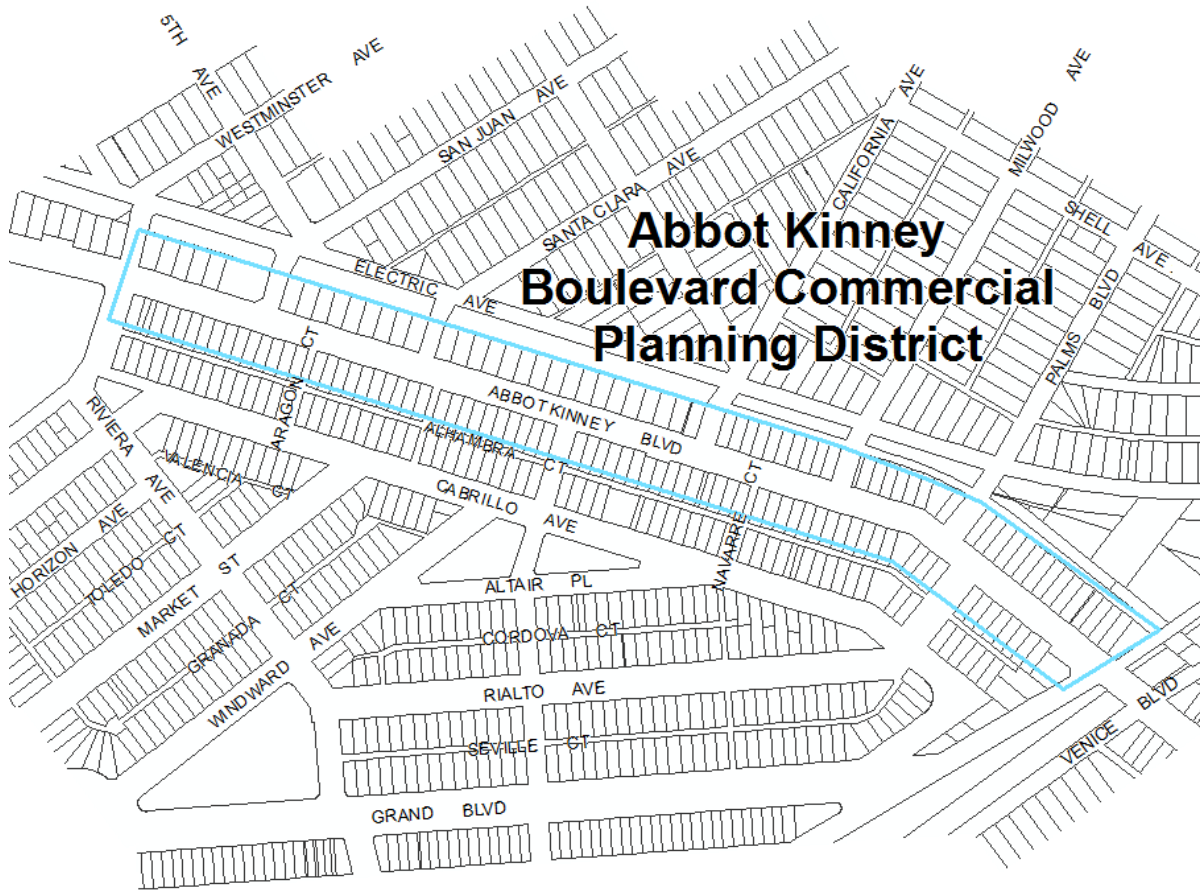 5TH AVE
WESTMINSTER AVE
SAN JUAN AVE
SANTA CLARA AVE
CALIFORNIA AVE
MILWOOD AVE
SHELL AVE.
PALMS BLVD
Abbot Kinney
Boulevard Commercial
Planning District
ELECTRIC AVE
ABBOT KINNEY BLVD
ARAGON CT
ALHAMBRA CT
CABRILLO AVE
NAVARRE CT
RIVIERA AVE
VALENCIA CT
HORIZON AVE
TOLEDO CT
MARKET ST
GRANADA CT
WINDWARD AVE
ALTAIR PL
CORDOVA CT
RIALTO AVE
SEVILLE CT
GRAND BLVD
VENICE BLVD